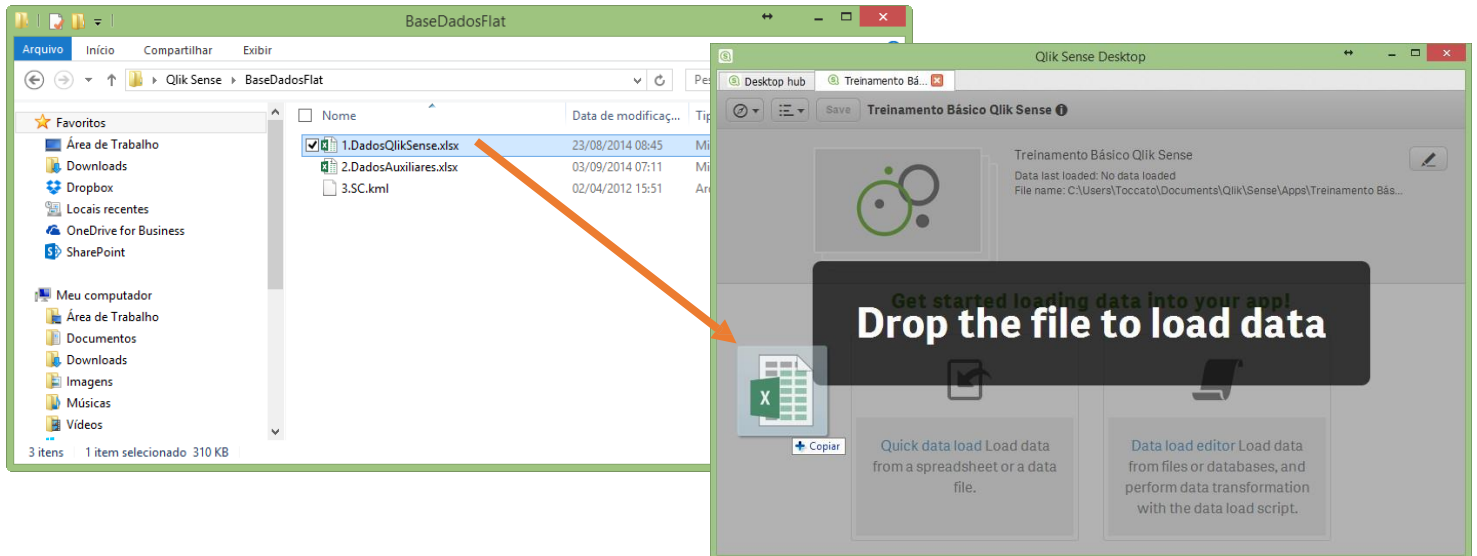 BaseDadosFlat
Arquivo Início Compartilhar Exibir
Qlik Sense BaseDadosFlat
Nome Data de modificaç...
Favoritos
Área de Trabalho
Downloads
Dropbox
Locais recentes
OneDrive for Business
SharePoint
Meu computador
Área de Trabalho
Documentos
Downloads
Imagens
Músicas
Vídeos
1.DadosQlikSense.xlsx 23/08/2014 08:45
2.DadosAuxiliares.xlsx 03/09/2014 07:11
3.SC.kml 02/04/2012 15:51
3 itens 1 item selecionado 310 KB
Qlik Sense Desktop
Desktop hub Treinamento Bá...
Save Treinamento Básico Qlik Sense
Treinamento Básico Qlik Sense
Data last loaded: No data loaded
File name: C:\Users\Toccato\Documents\Qlik\Sense\Apps\Treinamento Bás...
Get started loading data into your app!
Drop the file to load data
X
Copiar
Quick data load Load data
from a spreadsheet or a data
file.
Data load editor Load data
from files or databases, and
perform data transformation
with the data load script.